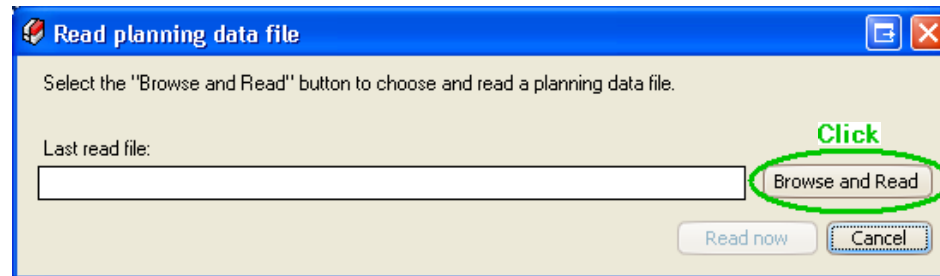 Read planning data file
Select the "Browse and Read" button to choose and read a planning data file.
Click
Last read file:
Browse and Read
Read now
Cancel